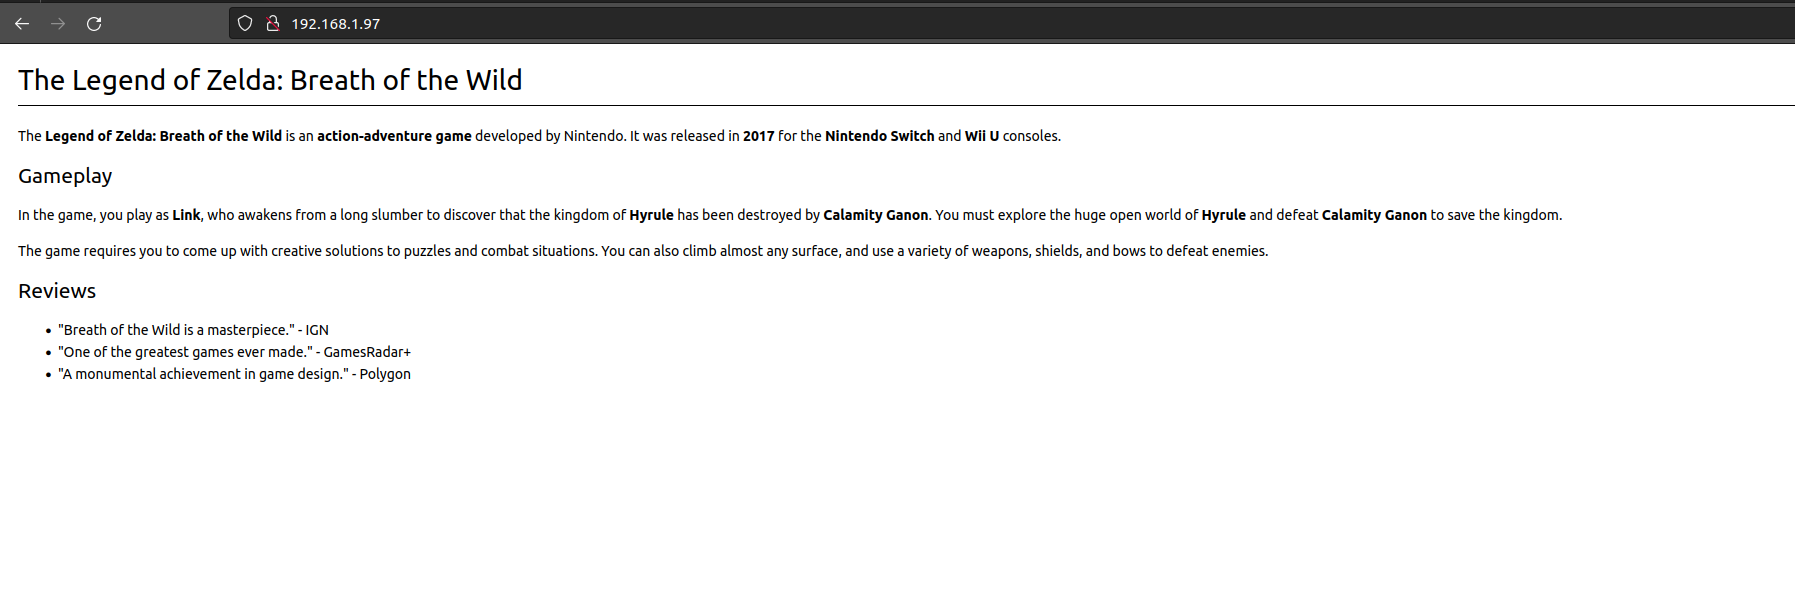 192.168.1.97
The Legend of Zelda: Breath of the Wild
The Legend of Zelda: Breath of the Wild is an action-adventure game developed by Nintendo. It was released in 2017 for the Nintendo Switch and Wii U consoles.
Gameplay
In the game, you play as Link, who awakens from a long slumber to discover that the kingdom of Hyrule has been destroyed by Calamity Ganon. You must explore the huge open world of Hyrule and defeat Calamity Ganon to save the kingdom.
The game requires you to come up with creative solutions to puzzles and combat situations. You can also climb almost any surface, and use a variety of weapons, shields, and bows to defeat enemies.
Reviews
• "Breath of the Wild is a masterpiece." - IGN
• "One of the greatest games ever made." - GamesRadar+
• "A monumental achievement in game design." - Polygon